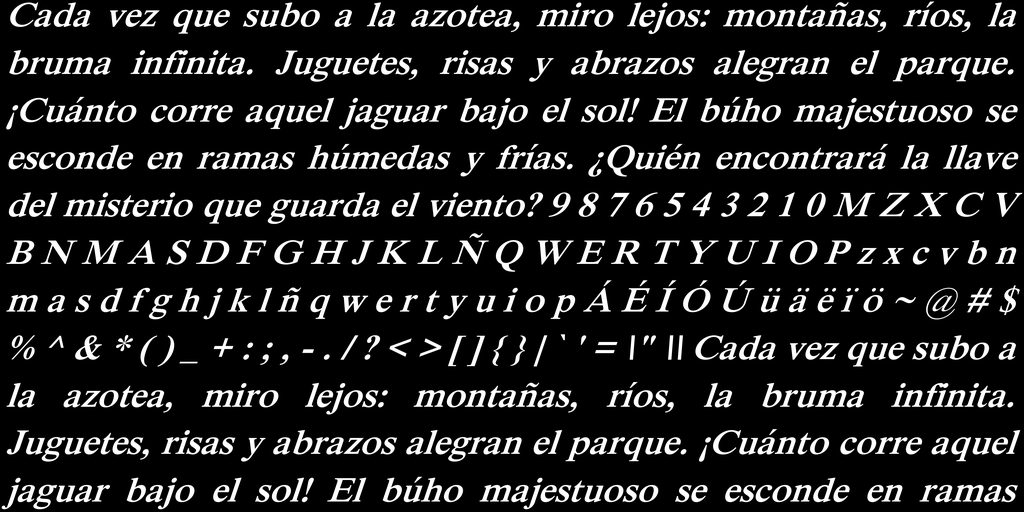 Cada vez que subo a la azotea, miro lejos: montañas, ríos, la
bruma infinita. Juguetes, risas y abrazos alegran el parque.
¡Cuánto corre aquel jaguar bajo el sol! El búho majestuoso se
esconde en ramas húmedas y frías. ¿Quién encontrará la llave
del misterio que guarda el viento? 9 8 7 6 5 4 3 2 1 0 M Z X C V
B N M A S D F G H J K L Ñ Q W E R T Y U I O P z x c v b n
m a s d f g h j k l ñ q w e r t y u i o p Á É Í Ó Ú ü ä ë ï ö ~ @ # $
% ^ & * ( ) _ + : ; , - . / ? < > [ ] { } | ` ' = \" \\ Cada vez que subo a
la azotea, miro lejos: montañas, ríos, la bruma infinita.
Juguetes, risas y abrazos alegran el parque. ¡Cuánto corre aquel
jaguar bajo el sol! El búho majestuoso se esconde en ramas